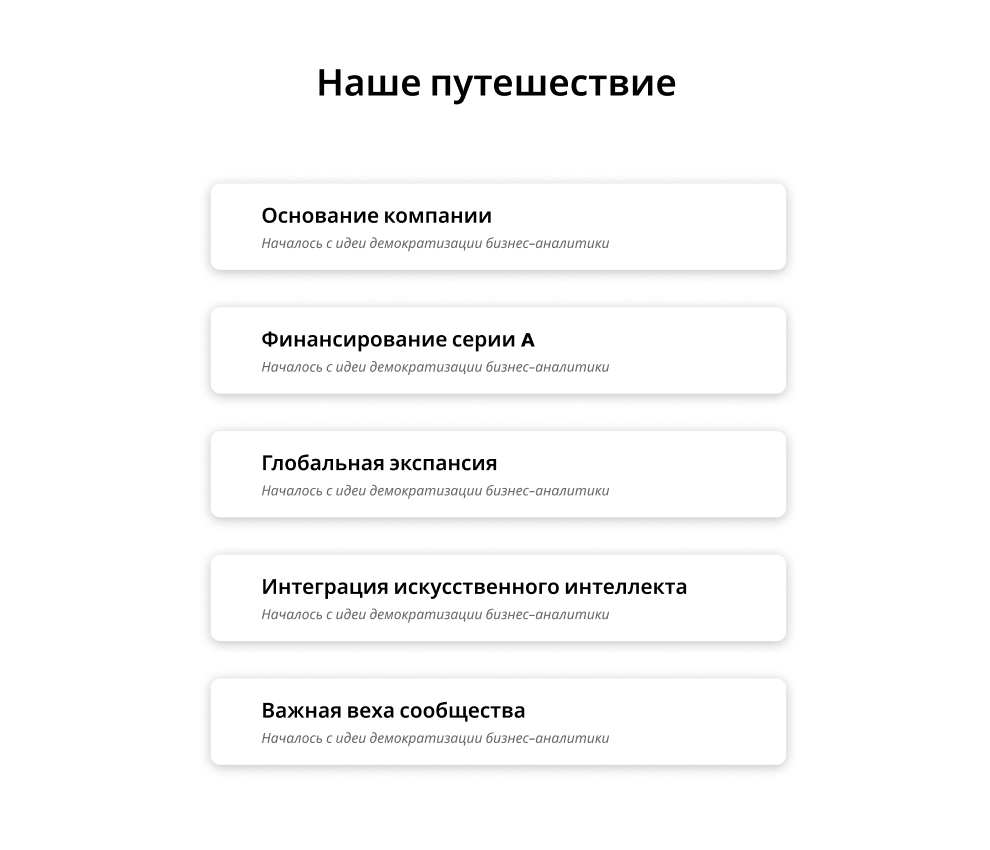 Наше путешествие
Основание компании
Началось с идеи демократизации бизнес–аналитики
Финансирование серии A
Началось с идеи демократизации бизнес–аналитики
Глобальная экспансия
Началось с идеи демократизации бизнес–аналитики
Интеграция искусственного интеллекта
Началось с идеи демократизации бизнес–аналитики
Важная веха сообщества
Началось с идеи демократизации бизнес–аналитики